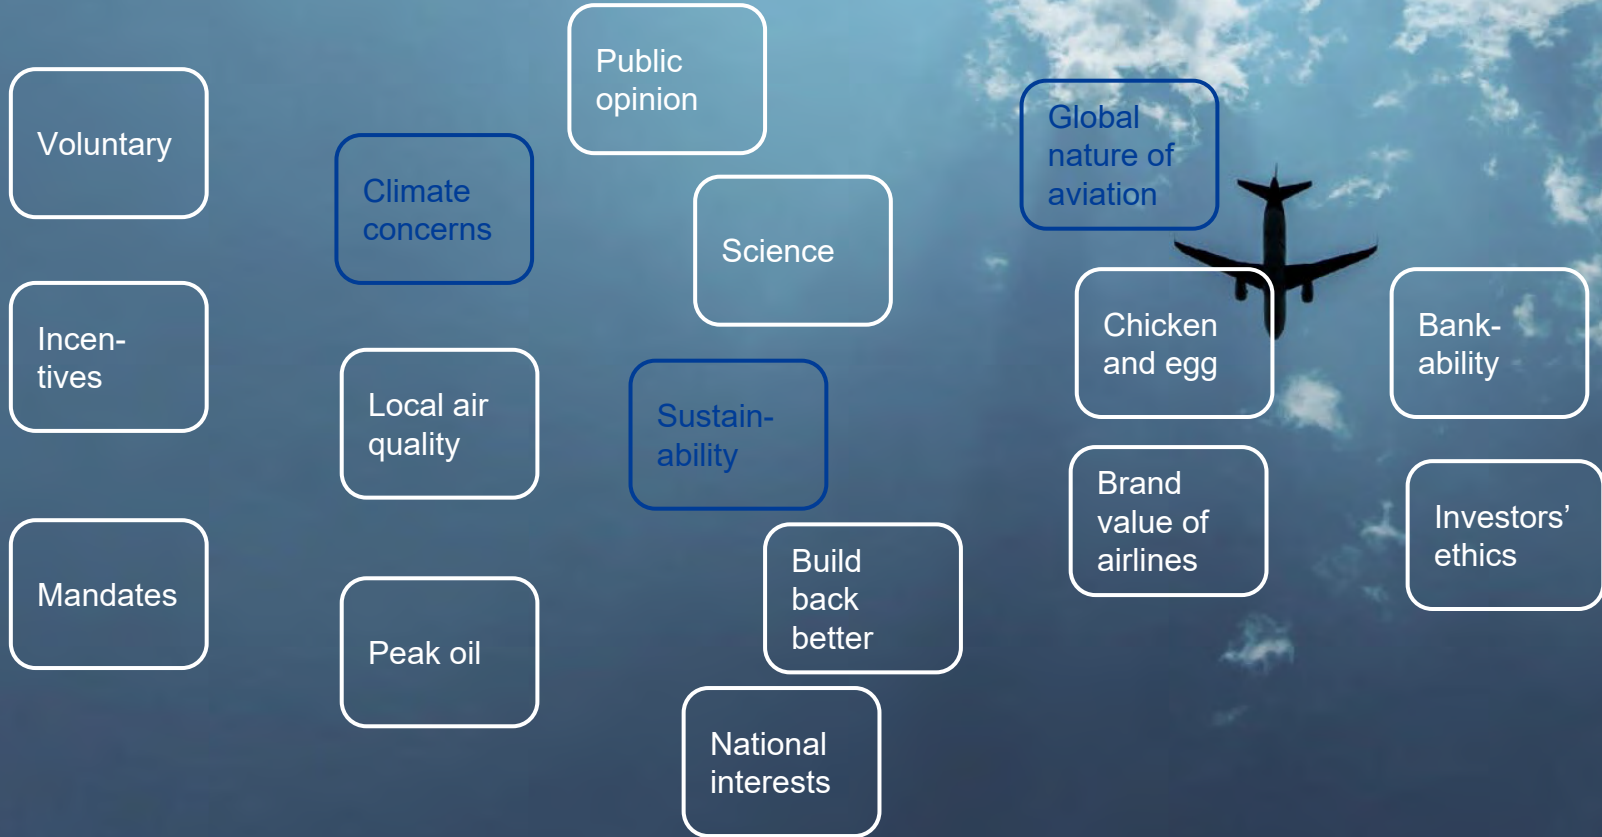 Public
opinion
Voluntary
Climate
concerns
Global
nature of
aviation
Science
Incen-
tives
Local air
quality
Sustain-
ability
Chicken
and egg
Bank-
ability
Brand
value of
airlines
Investors’
ethics
Mandates
Peak oil
Build
back
better
National
interests